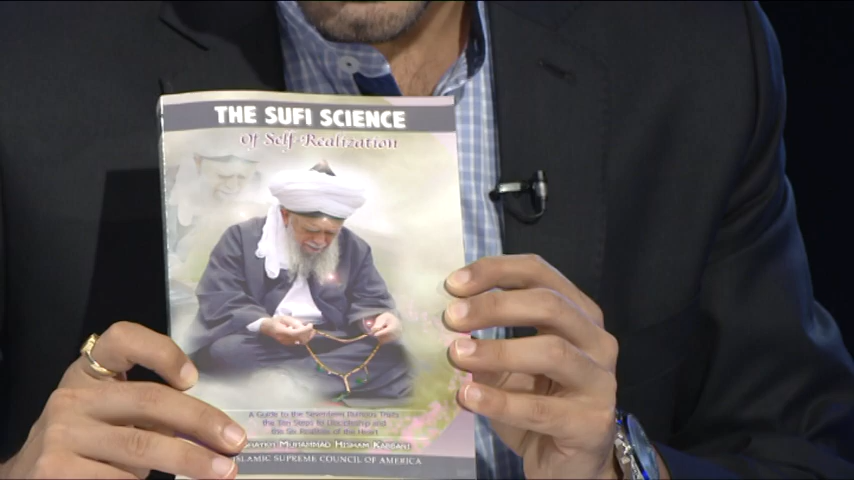 THE SUFI SCIENCE
Of Self-Realization
A Guide to the Seventeen Ruinous Traits,
the Ten Steps to Discipleship and
the Six Realities of the Heart
SHAYKH MUHAMMAD HISHAM KABBANI
ISLAMIC SUPREME COUNCIL OF AMERICA